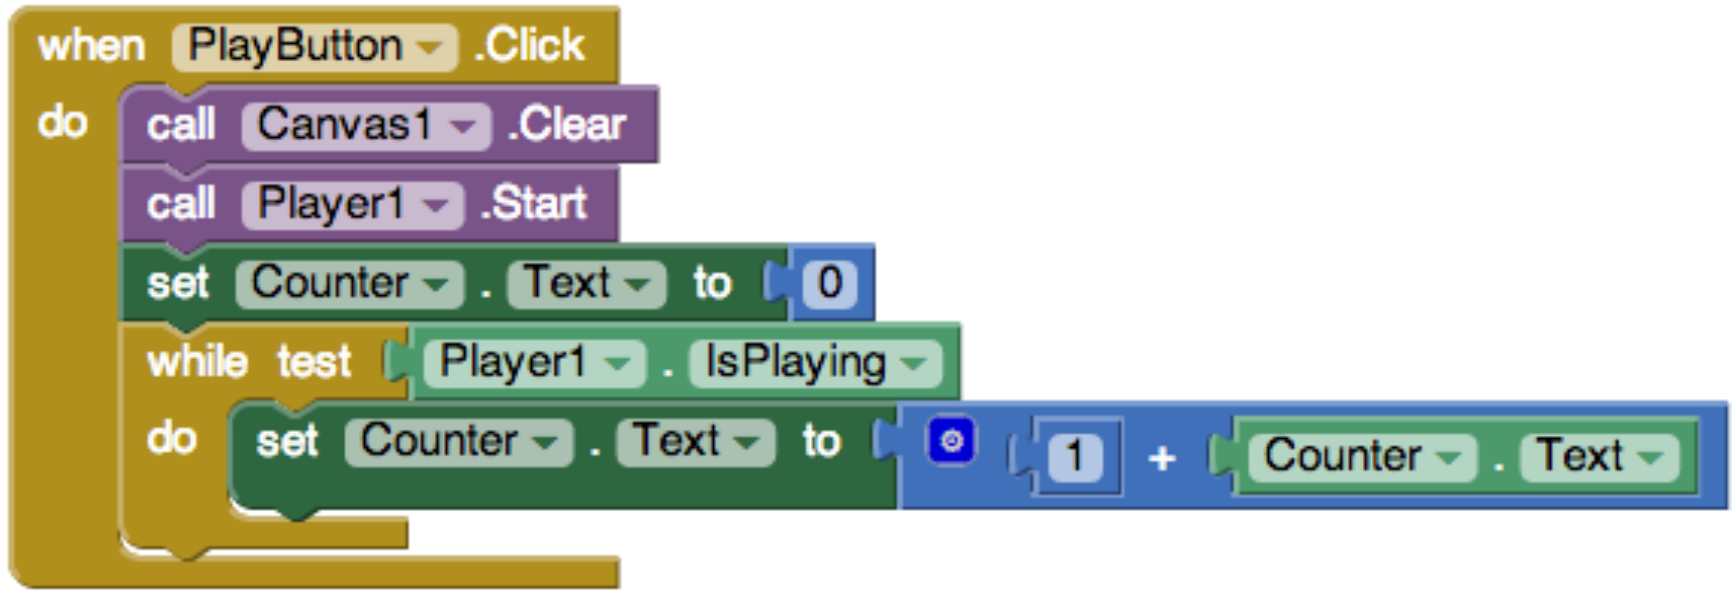 when PlayButton .Click
do call Canvas1 .Clear
call Player1 .Start
set Counter . Text to 0
while test Player1 . IsPlaying
do set Counter . Text to 1 + Counter . Text